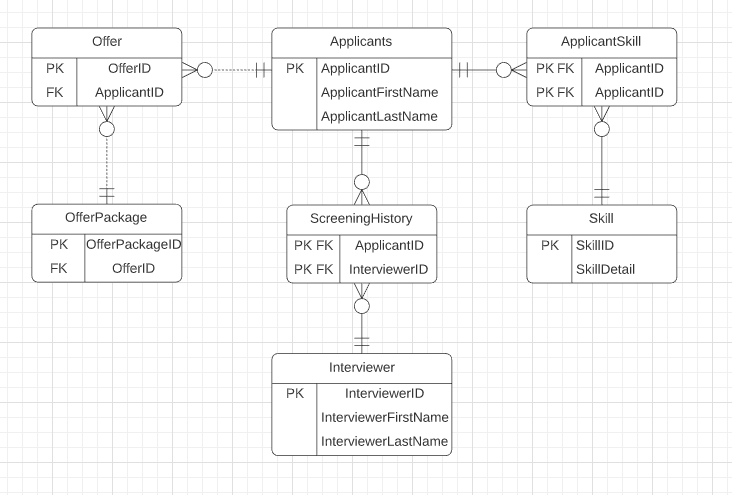 Offer
PK OfferID
FK ApplicantID
Applicants
PK ApplicantID
ApplicantFirstName
ApplicantLastName
ApplicantSkill
PK FK ApplicantID
PK FK ApplicantID
OfferPackage
PK OfferPackageID
FK OfferID
ScreeningHistory
PK FK ApplicantID
PK FK InterviewerID
Skill
PK SkillID
SkillDetail
Interviewer
PK InterviewerID
InterviewerFirstName
InterviewerLastName